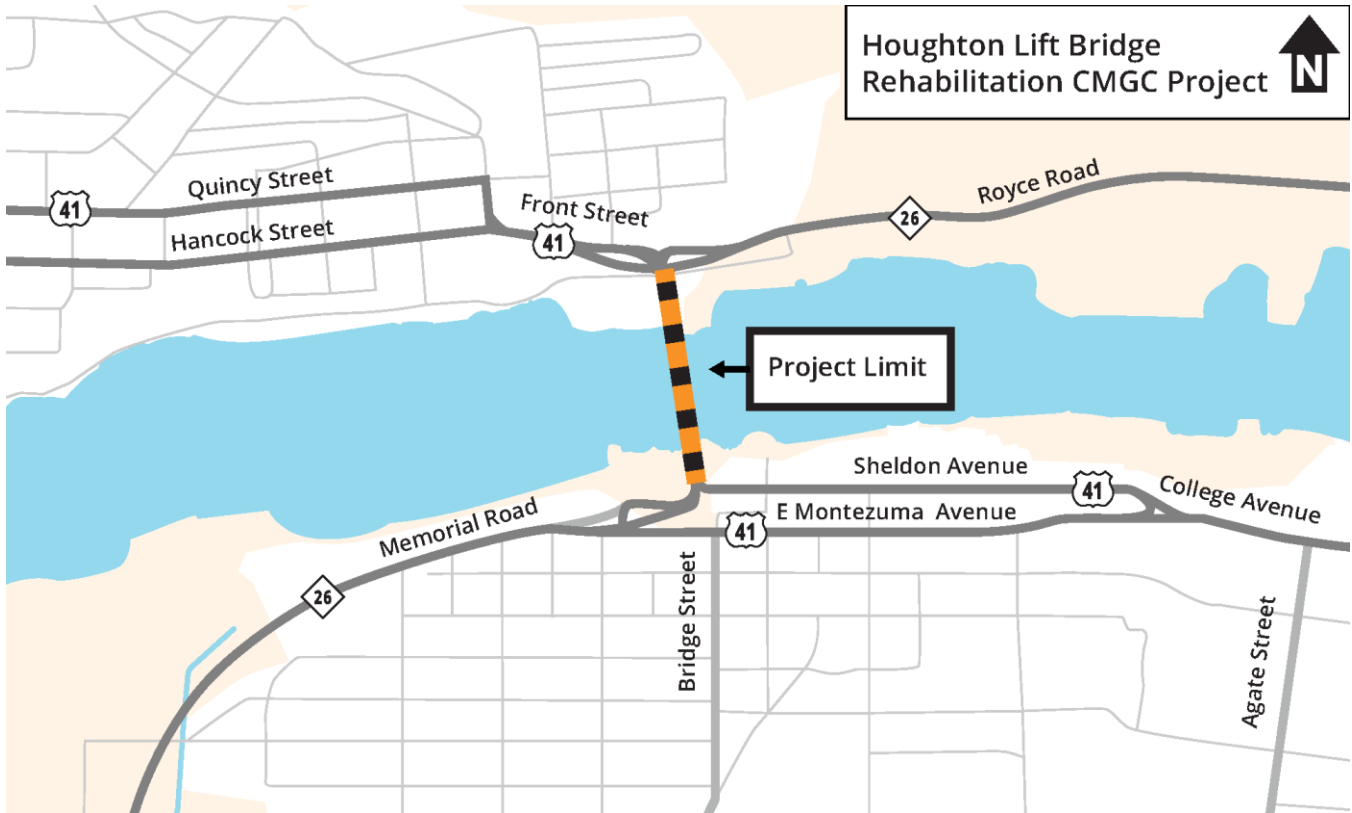 Houghton Lift Bridge
Rehabilitation CMGC Project
N
Quincy Street
41
Hancock Street
Front Street
41
Royce Road
26
Project Limit
Sheldon Avenue
41
College Avenue
E Montezuma Avenue
41
Memorial Road
26
Bridge Street
Agate Street